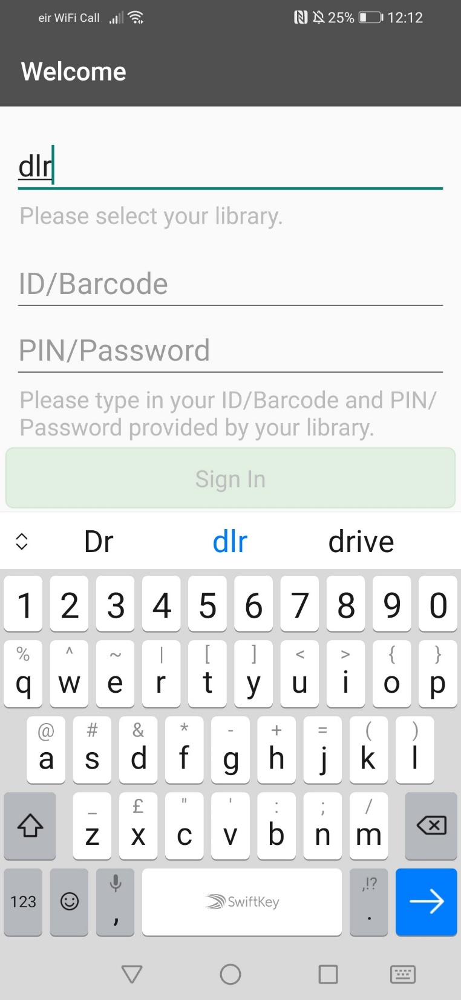 eir WiFi Call 25% 12:12
Welcome
dlr
Please select your library.
ID/Barcode
PIN/Password
Please type in your ID/Barcode and PIN/
Password provided by your library.
Sign In
Dr dlr drive
1 2 3 4 5 6 7 8 9 0
% ^ ~ | [ ] < > { }
q w e r t y u i o p
@ # & * - + = ( )
a s d f g h j k l
_ £ " ' : ; /
z x c v b n m
123 , SwiftKey ,!? .